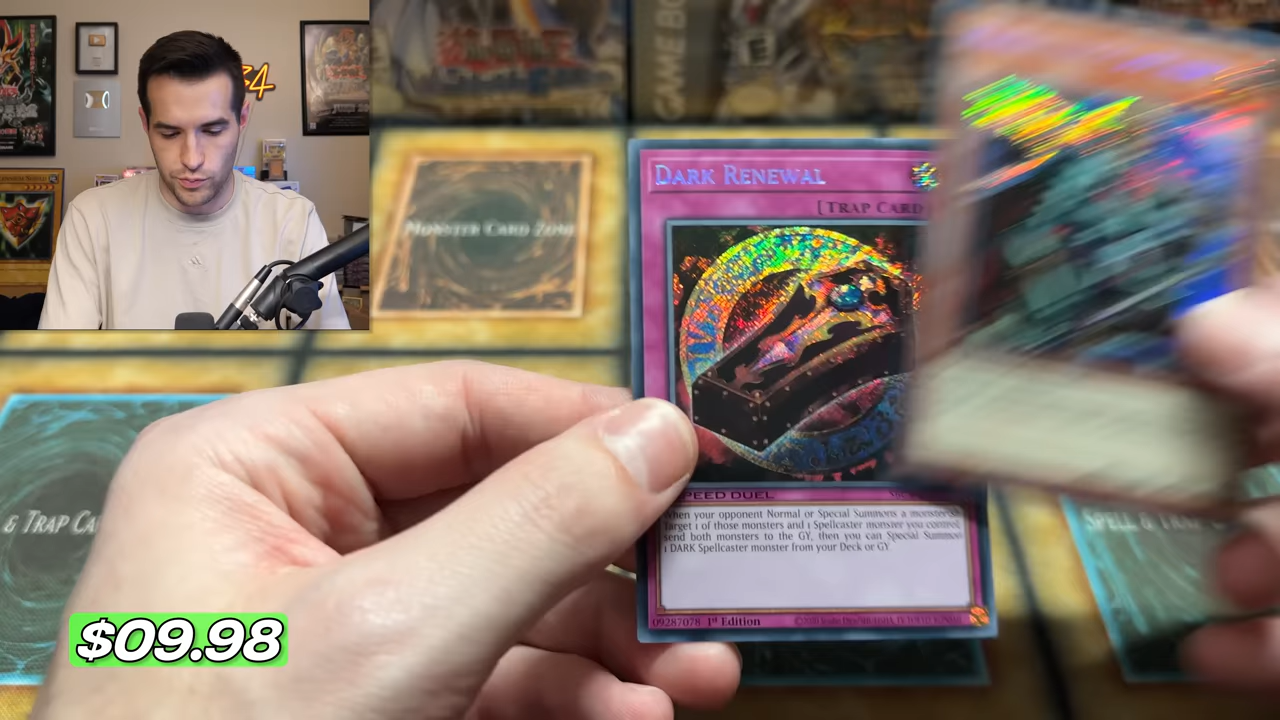 GAME BO
E
MONSTER CARD ZONE
DARK RENEWAL
[TRAP CARD
& TRAP CA
PEED DUEL
SPELL & TRAP C
When your opponent Normal or Special Summons a monster(s):
Target 1 of those monsters and 1 Spellcaster monster you control;
send both monsters to the GY, then you can Special Summon
1 DARK Spellcaster monster from your Deck or GY
09287078 1st Edition
$09.98